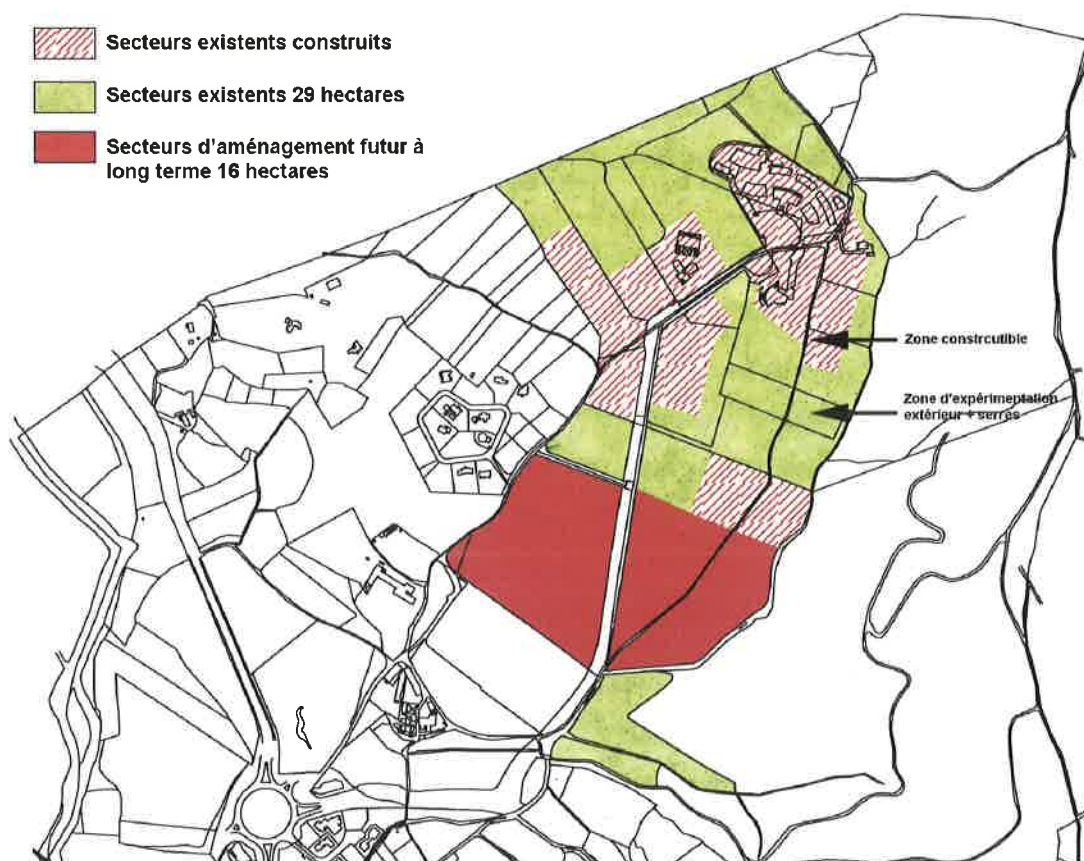 Secteurs existents construits
Secteurs existents 29 hectares
Secteurs d'aménagement futur à
long terme 16 hectares
Zone constrcutible
Zone d'expérimentation
extérieur + serres